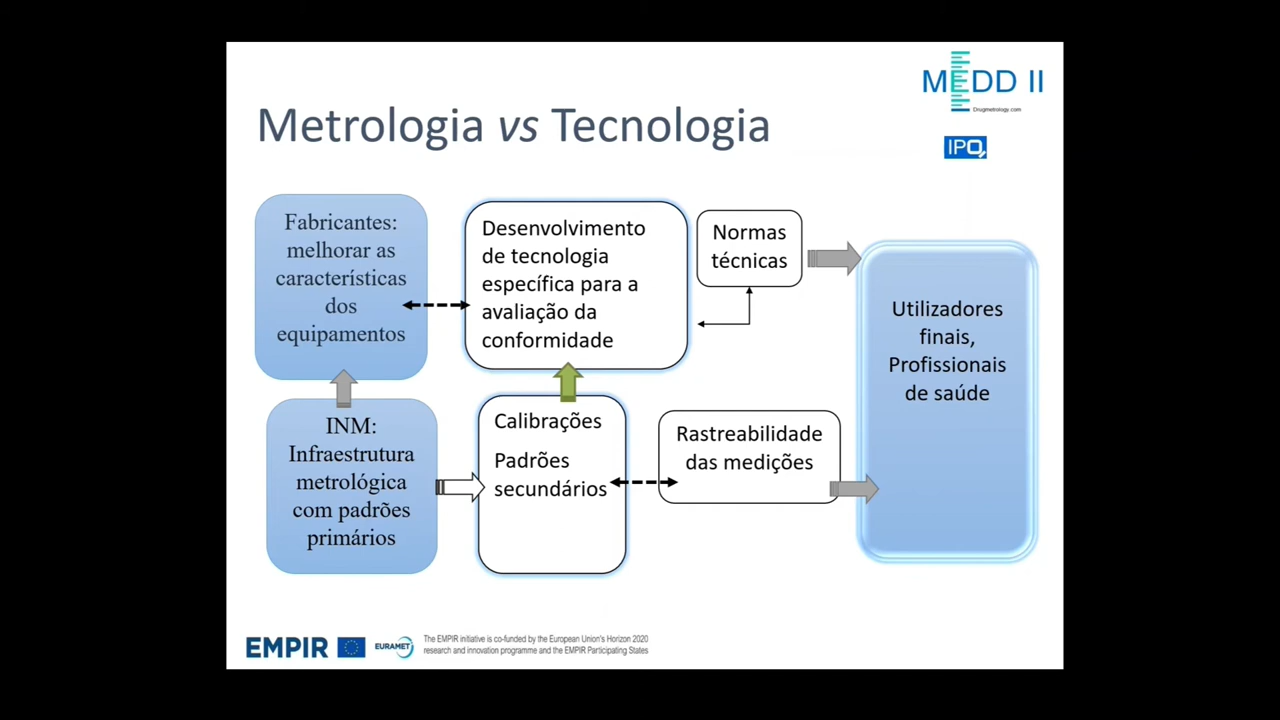 MEDD II
Drugmetrology.com
IPQ
Metrologia vs Tecnologia
Fabricantes:
melhorar as
características
dos
equipamentos
Desenvolvimento
de tecnologia
específica para a
avaliação da
conformidade
Normas
técnicas
Utilizadores
finais,
Profissionais
de saúde
INM:
Infraestrutura
metrológica
com padrões
primários
Calibrações
Padrões
secundários
Rastreabilidade
das medições
EMPIR
EURAMET
The EMPIR initiative is co-funded by the European Union's Horizon 2020
research and innovation programme and the EMPIR Participating States